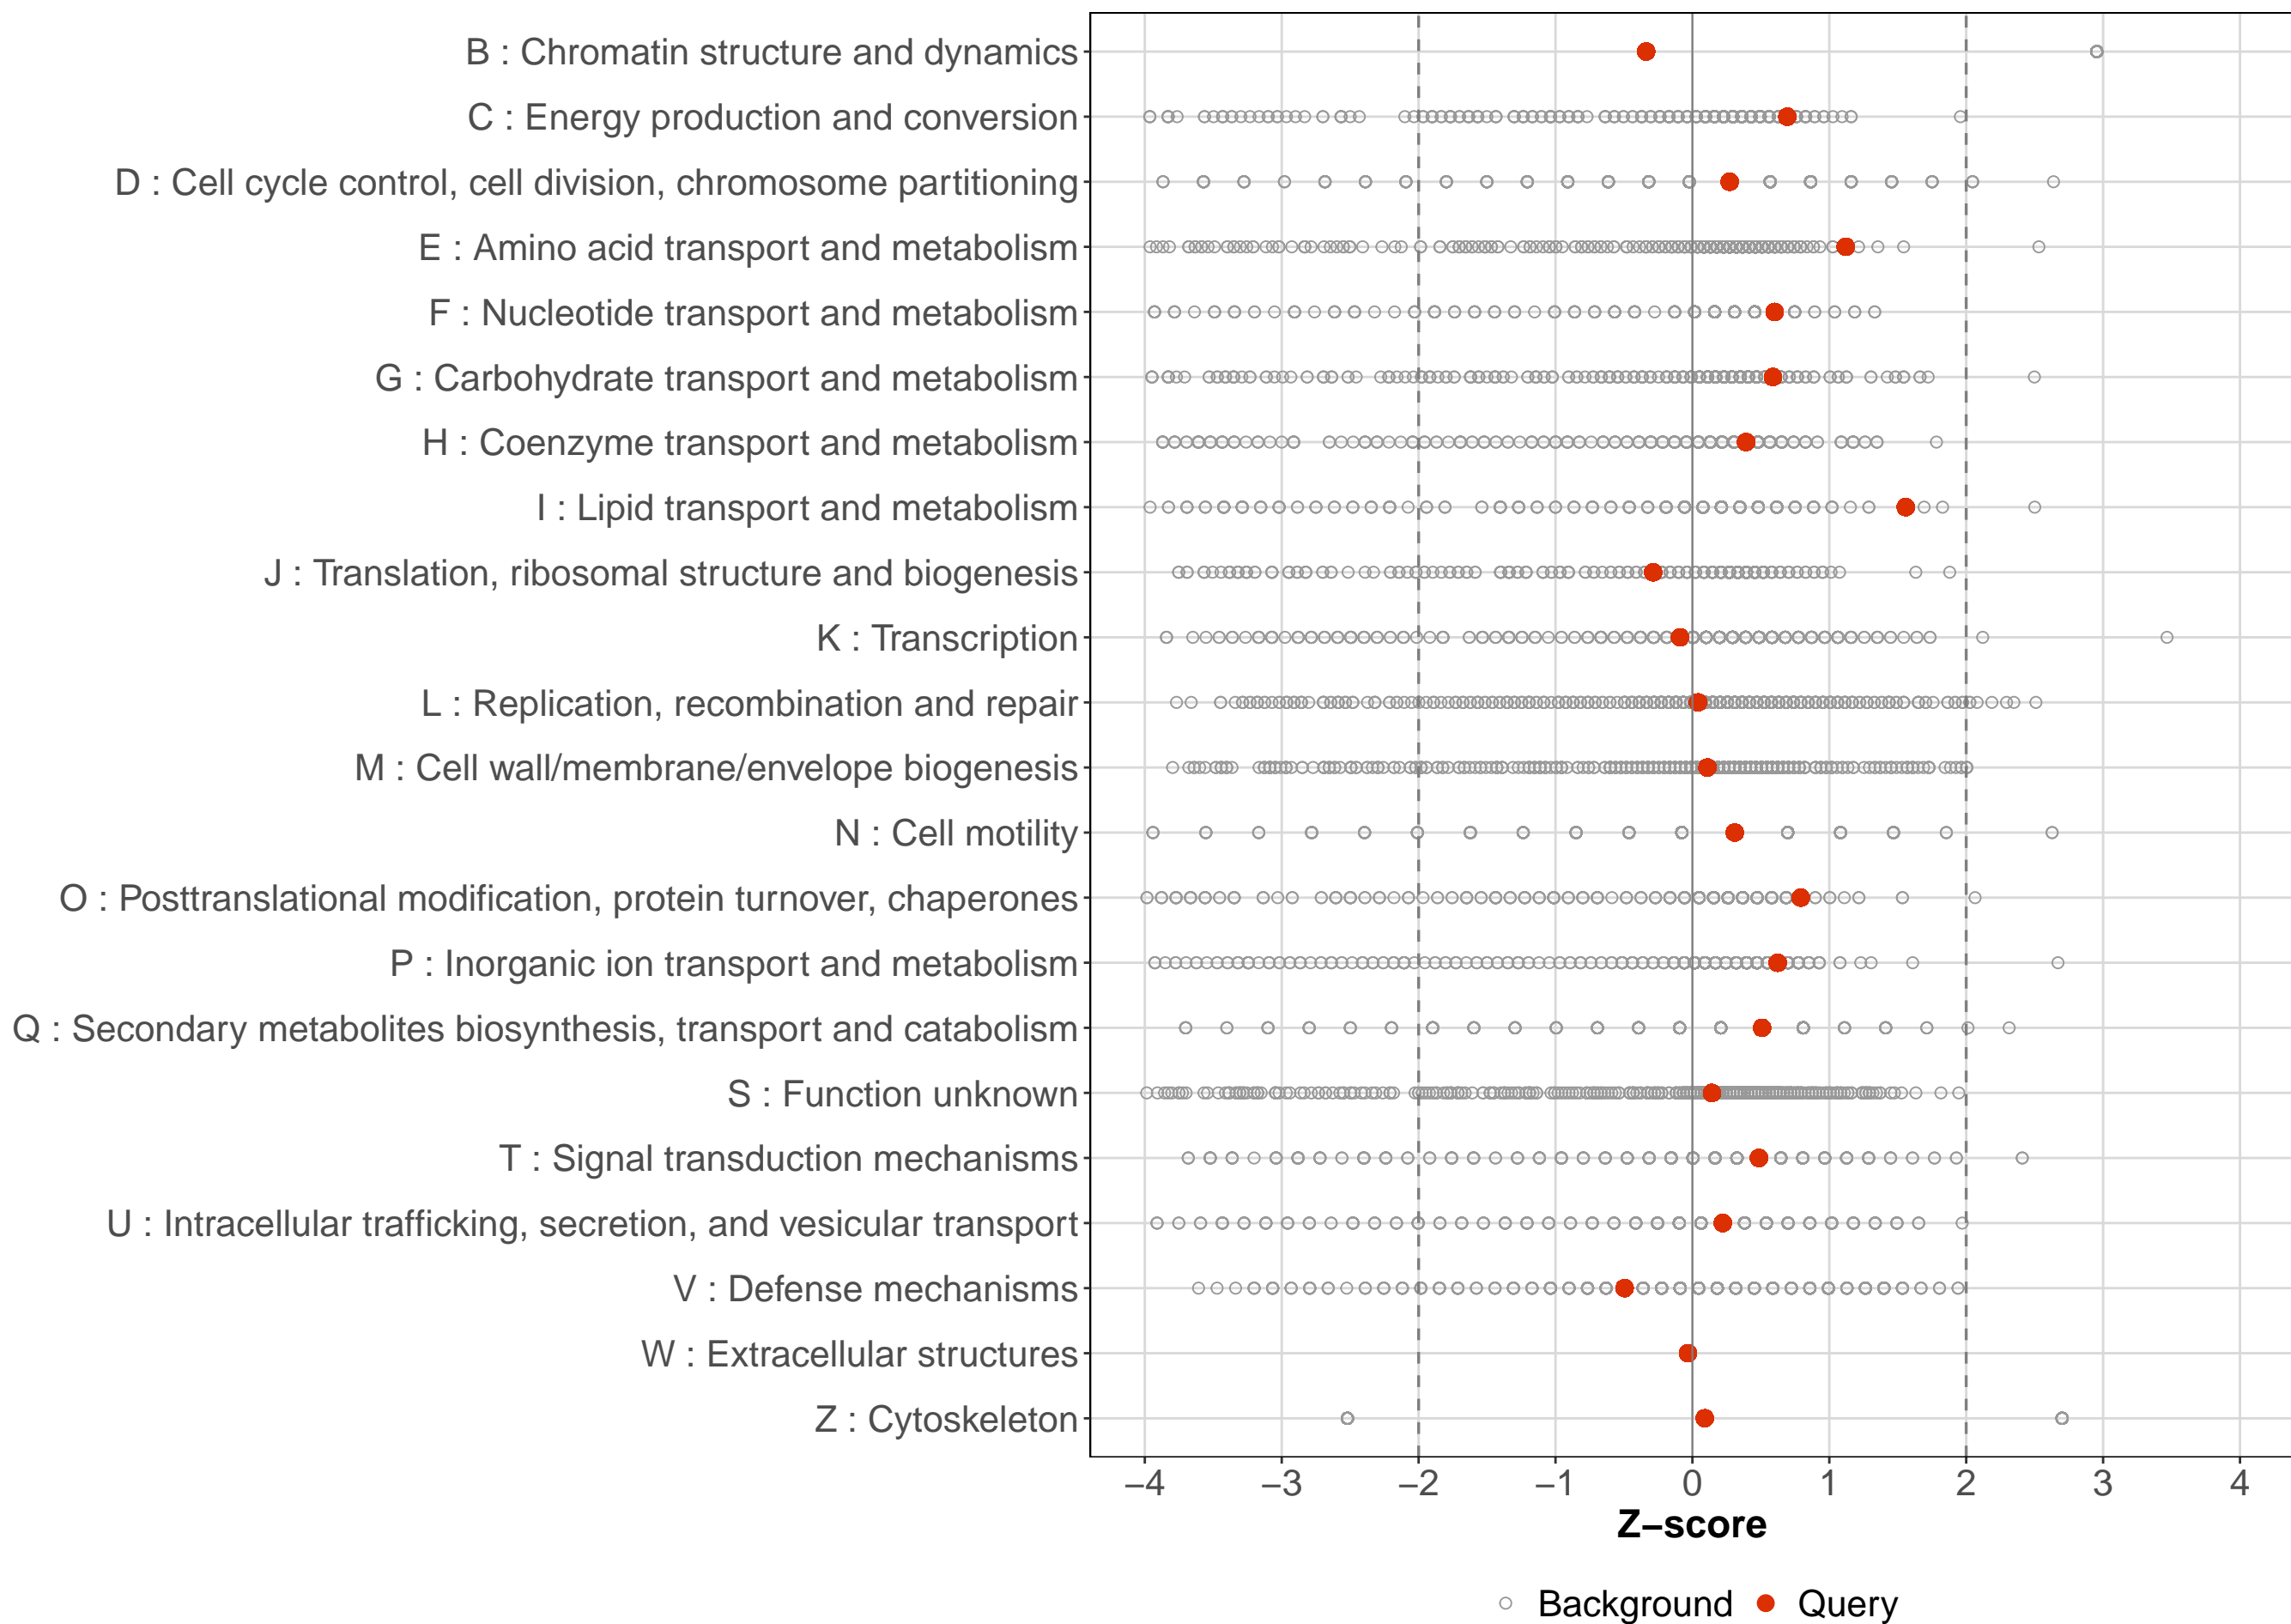 B : Chromatin structure and dynamics
C : Energy production and conversion
D : Cell cycle control, cell division, chromosome partitioning
E : Amino acid transport and metabolism
F : Nucleotide transport and metabolism
G : Carbohydrate transport and metabolism
H : Coenzyme transport and metabolism
I : Lipid transport and metabolism
J : Translation, ribosomal structure and biogenesis
K : Transcription
L : Replication, recombination and repair
M : Cell wall/membrane/envelope biogenesis
N : Cell motility
O : Posttranslational modification, protein turnover, chaperones
P : Inorganic ion transport and metabolism
Q : Secondary metabolites biosynthesis, transport and catabolism
S : Function unknown
T : Signal transduction mechanisms
U : Intracellular trafficking, secretion, and vesicular transport
V : Defense mechanisms
W : Extracellular structures
Z : Cytoskeleton
−4 −3 −2 −1 0 1 2 3 4
Z−score
Background Query